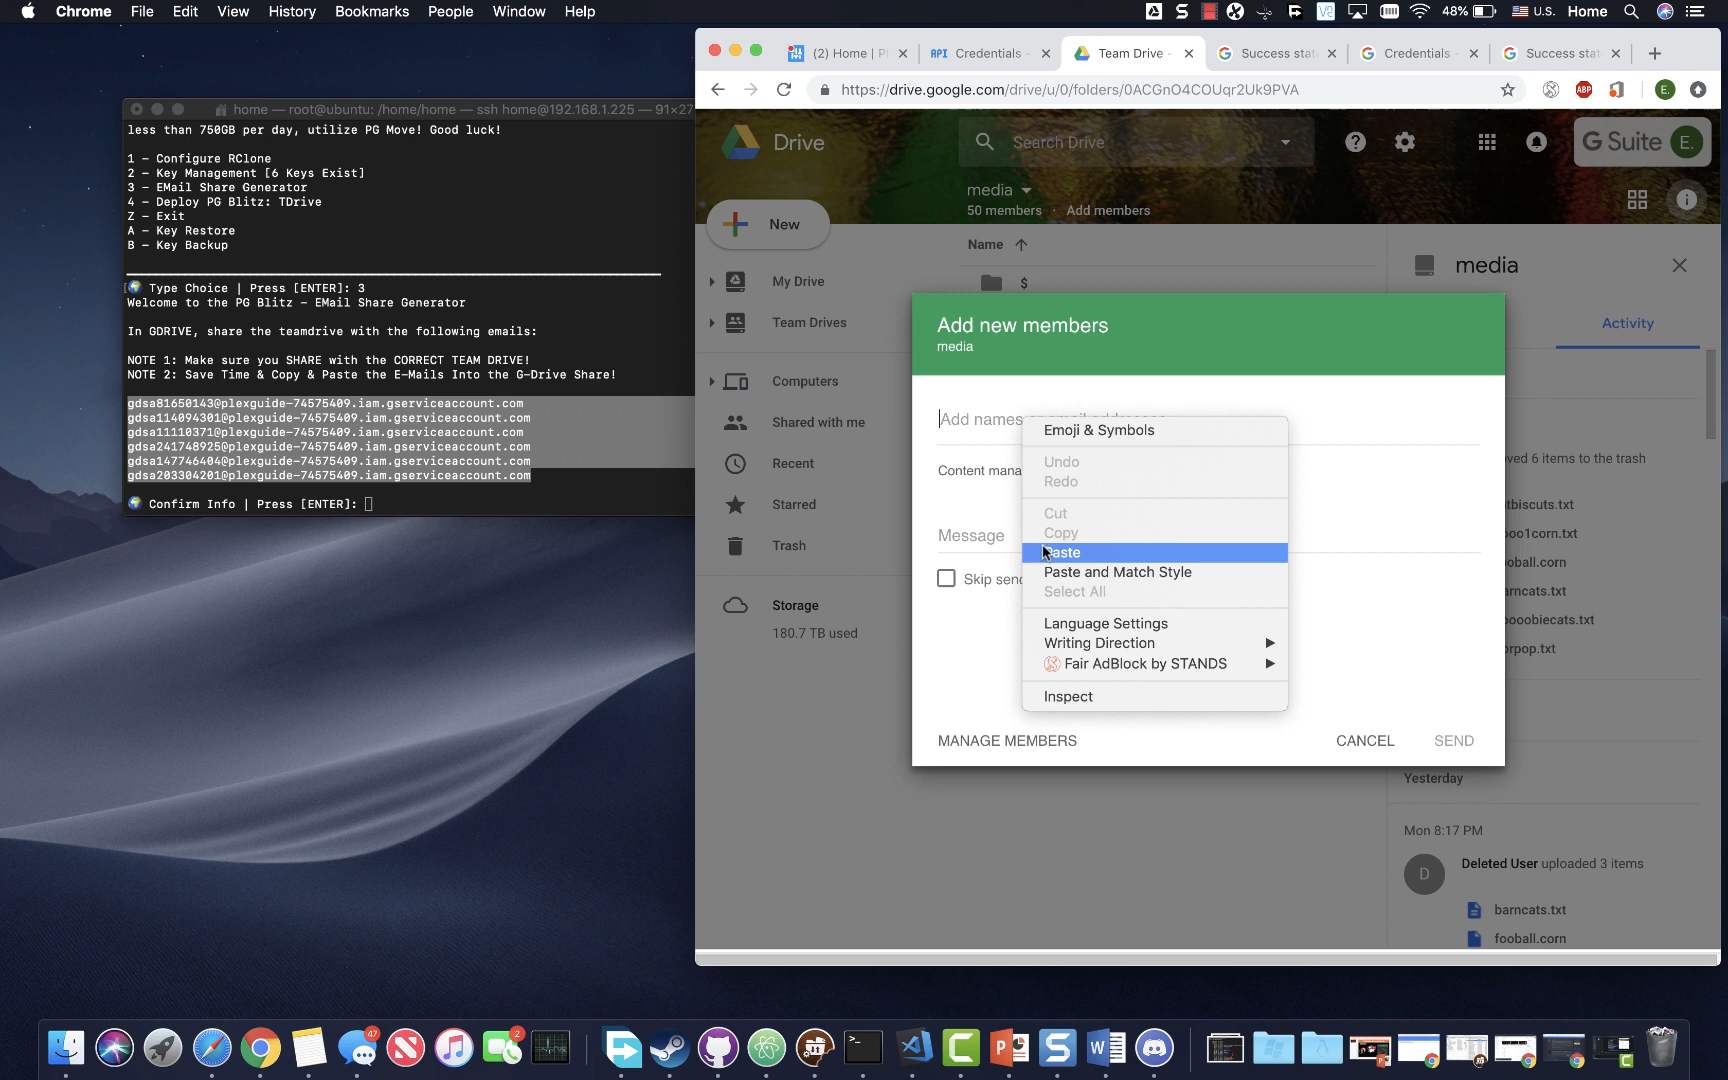 Chrome File Edit View History Bookmarks People Window Help
48% U.S. Home
home — root@ubuntu: /home/home — ssh home@192.168.1.225 — 91×27
less than 750GB per day, utilize PG Move! Good luck!
1 – Configure RClone
2 – Key Management [6 Keys Exist]
3 – EMail Share Generator
4 – Deploy PG Blitz: TDrive
Z – Exit
A – Key Restore
B – Key Backup
Type Choice | Press [ENTER]: 3
Welcome to the PG Blitz – EMail Share Generator
In GDRIVE, share the teamdrive with the following emails:
NOTE 1: Make sure you SHARE with the CORRECT TEAM DRIVE!
NOTE 2: Save Time & Copy & Paste the E-Mails Into the G-Drive Share!
gdsa81650143@plexguide-74575409.iam.gserviceaccount.com
gdsa114094301@plexguide-74575409.iam.gserviceaccount.com
gdsa11110371@plexguide-74575409.iam.gserviceaccount.com
gdsa241748925@plexguide-74575409.iam.gserviceaccount.com
gdsa147746404@plexguide-74575409.iam.gserviceaccount.com
gdsa203304201@plexguide-74575409.iam.gserviceaccount.com
Confirm Info | Press [ENTER]:
(2) Home | Pl
API Credentials -
Team Drive -
Success stat
Credentials -
Success stat
https://drive.google.com/drive/u/0/folders/0ACGnO4COUqr2Uk9PVA
ABP
E.
Drive
Search Drive
G Suite E.
media
50 members · Add members
New
Name
$
My Drive
Team Drives
Computers
Shared with me
Recent
Starred
Trash
Storage
180.7 TB used
media
Activity
Add new members
media
Add names or email addresses
Content mana
Message
Skip send
MANAGE MEMBERS
CANCEL
SEND
Emoji & Symbols
Undo
Redo
Cut
Copy
Paste
Paste and Match Style
Select All
Language Settings
Writing Direction
Fair AdBlock by STANDS
Inspect
ved 6 items to the trash
tbiscuts.txt
ooo1corn.txt
oball.corn
arncats.txt
ooobiecats.txt
orpop.txt
Yesterday
Mon 8:17 PM
D
Deleted User uploaded 3 items
barncats.txt
fooball.corn
47
2